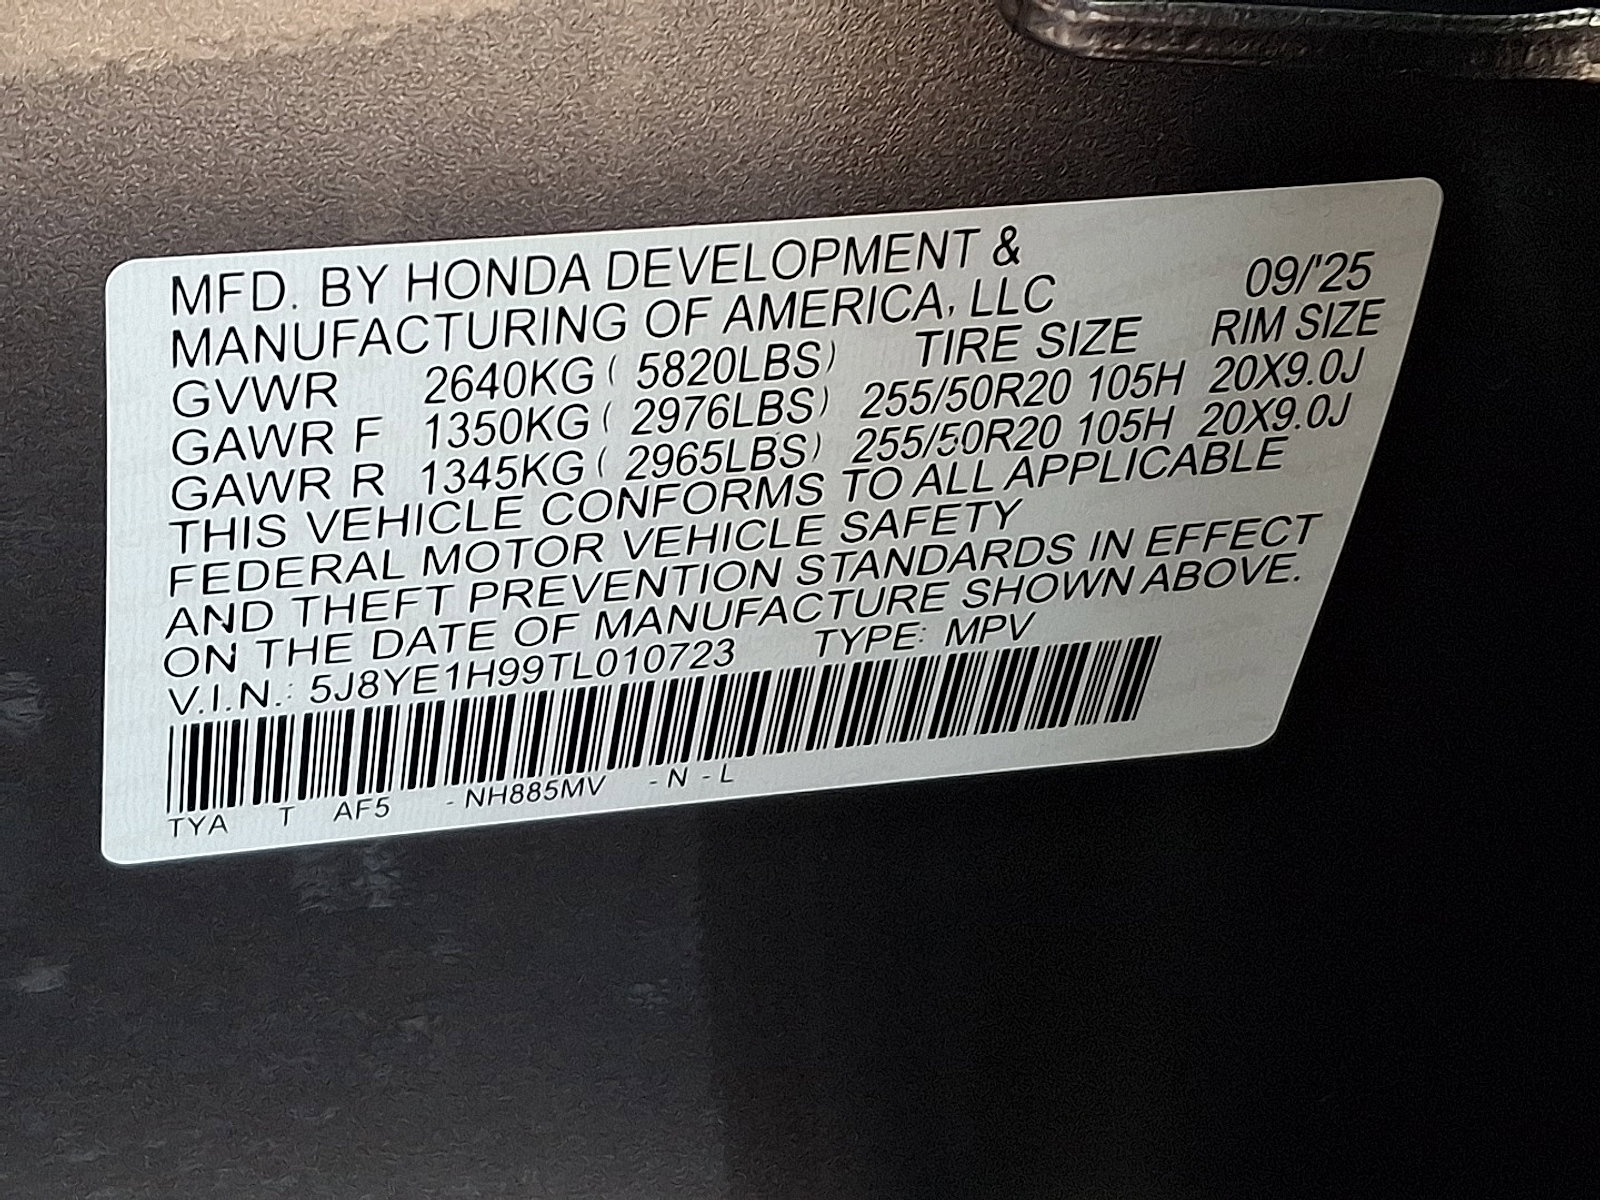 MFD. BY HONDA DEVELOPMENT &
MANUFACTURING OF AMERICA, LLC 09/'25
GVWR 2640KG ( 5820LBS) TIRE SIZE RIM SIZE
GAWR F 1350KG ( 2976LBS) 255/50R20 105H 20X9.0J
GAWR R 1345KG ( 2965LBS) 255/50R20 105H 20X9.0J
THIS VEHICLE CONFORMS TO ALL APPLICABLE
FEDERAL MOTOR VEHICLE SAFETY
AND THEFT PREVENTION STANDARDS IN EFFECT
ON THE DATE OF MANUFACTURE SHOWN ABOVE.
V.I.N.: 5J8YE1H99TL010723 TYPE: MPV
TYA T AF5 - NH885MV - N - L